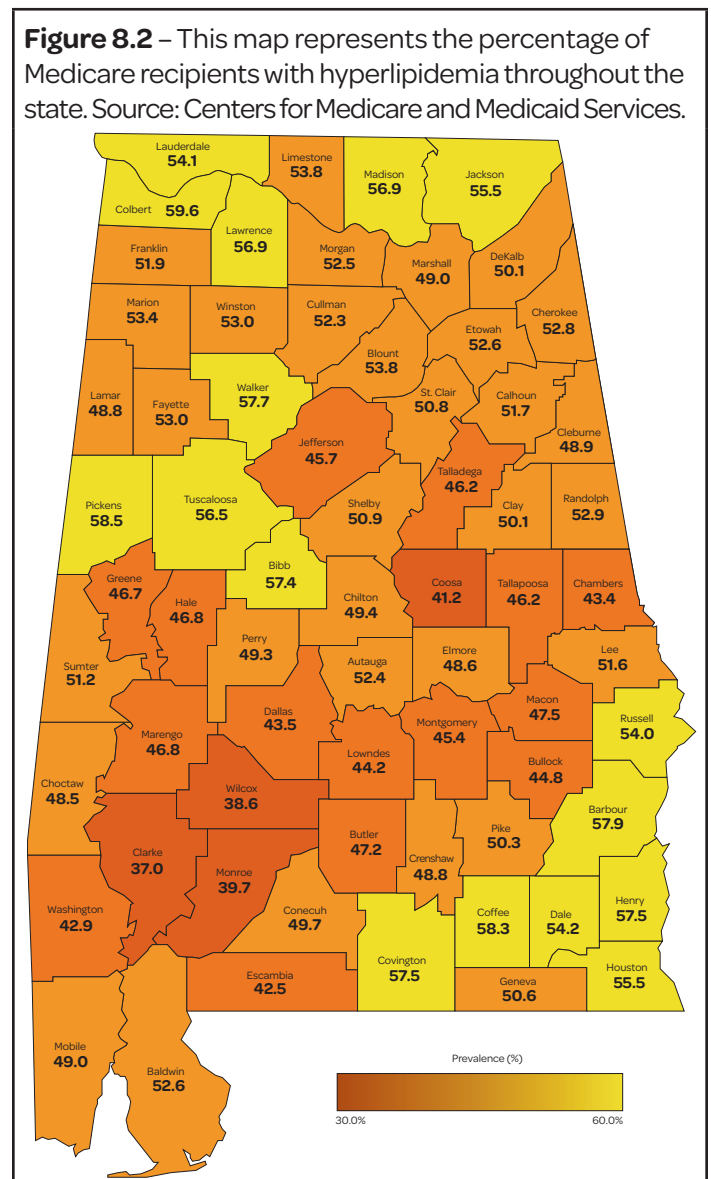 Figure 8.2 – This map represents the percentage of
Medicare recipients with hyperlipidemia throughout the
state. Source: Centers for Medicare and Medicaid Services.
Lauderdale
54.1
Limestone
53.8
Madison
56.9
Jackson
55.5
Colbert 59.6
Lawrence
56.9
Franklin
51.9
Morgan
52.5
Marshall
49.0
DeKalb
50.1
Marion
53.4
Winston
53.0
Cullman
52.3
Cherokee
52.8
Etowah
52.6
Blount
53.8
Lamar
48.8
Fayette
53.0
Walker
57.7
St. Clair
50.8
Calhoun
51.7
Cleburne
48.9
Jefferson
45.7
Talladega
46.2
Pickens
58.5
Tuscaloosa
56.5
Shelby
50.9
Clay
50.1
Randolph
52.9
Bibb
57.4
Greene
46.7
Hale
46.8
Chilton
49.4
Coosa
41.2
Tallapoosa
46.2
Chambers
43.4
Perry
49.3
Sumter
51.2
Autauga
52.4
Elmore
48.6
Lee
51.6
Dallas
43.5
Macon
47.5
Russell
54.0
Marengo
46.8
Montgomery
45.4
Lowndes
44.2
Bullock
44.8
Choctaw
48.5
Wilcox
38.6
Barbour
57.9
Butler
47.2
Pike
50.3
Clarke
37.0
Monroe
39.7
Crenshaw
48.8
Washington
42.9
Conecuh
49.7
Coffee
58.3
Dale
54.2
Henry
57.5
Covington
57.5
Escambia
42.5
Geneva
50.6
Houston
55.5
Mobile
49.0
Baldwin
52.6
Prevalence (%)
30.0% 60.0%